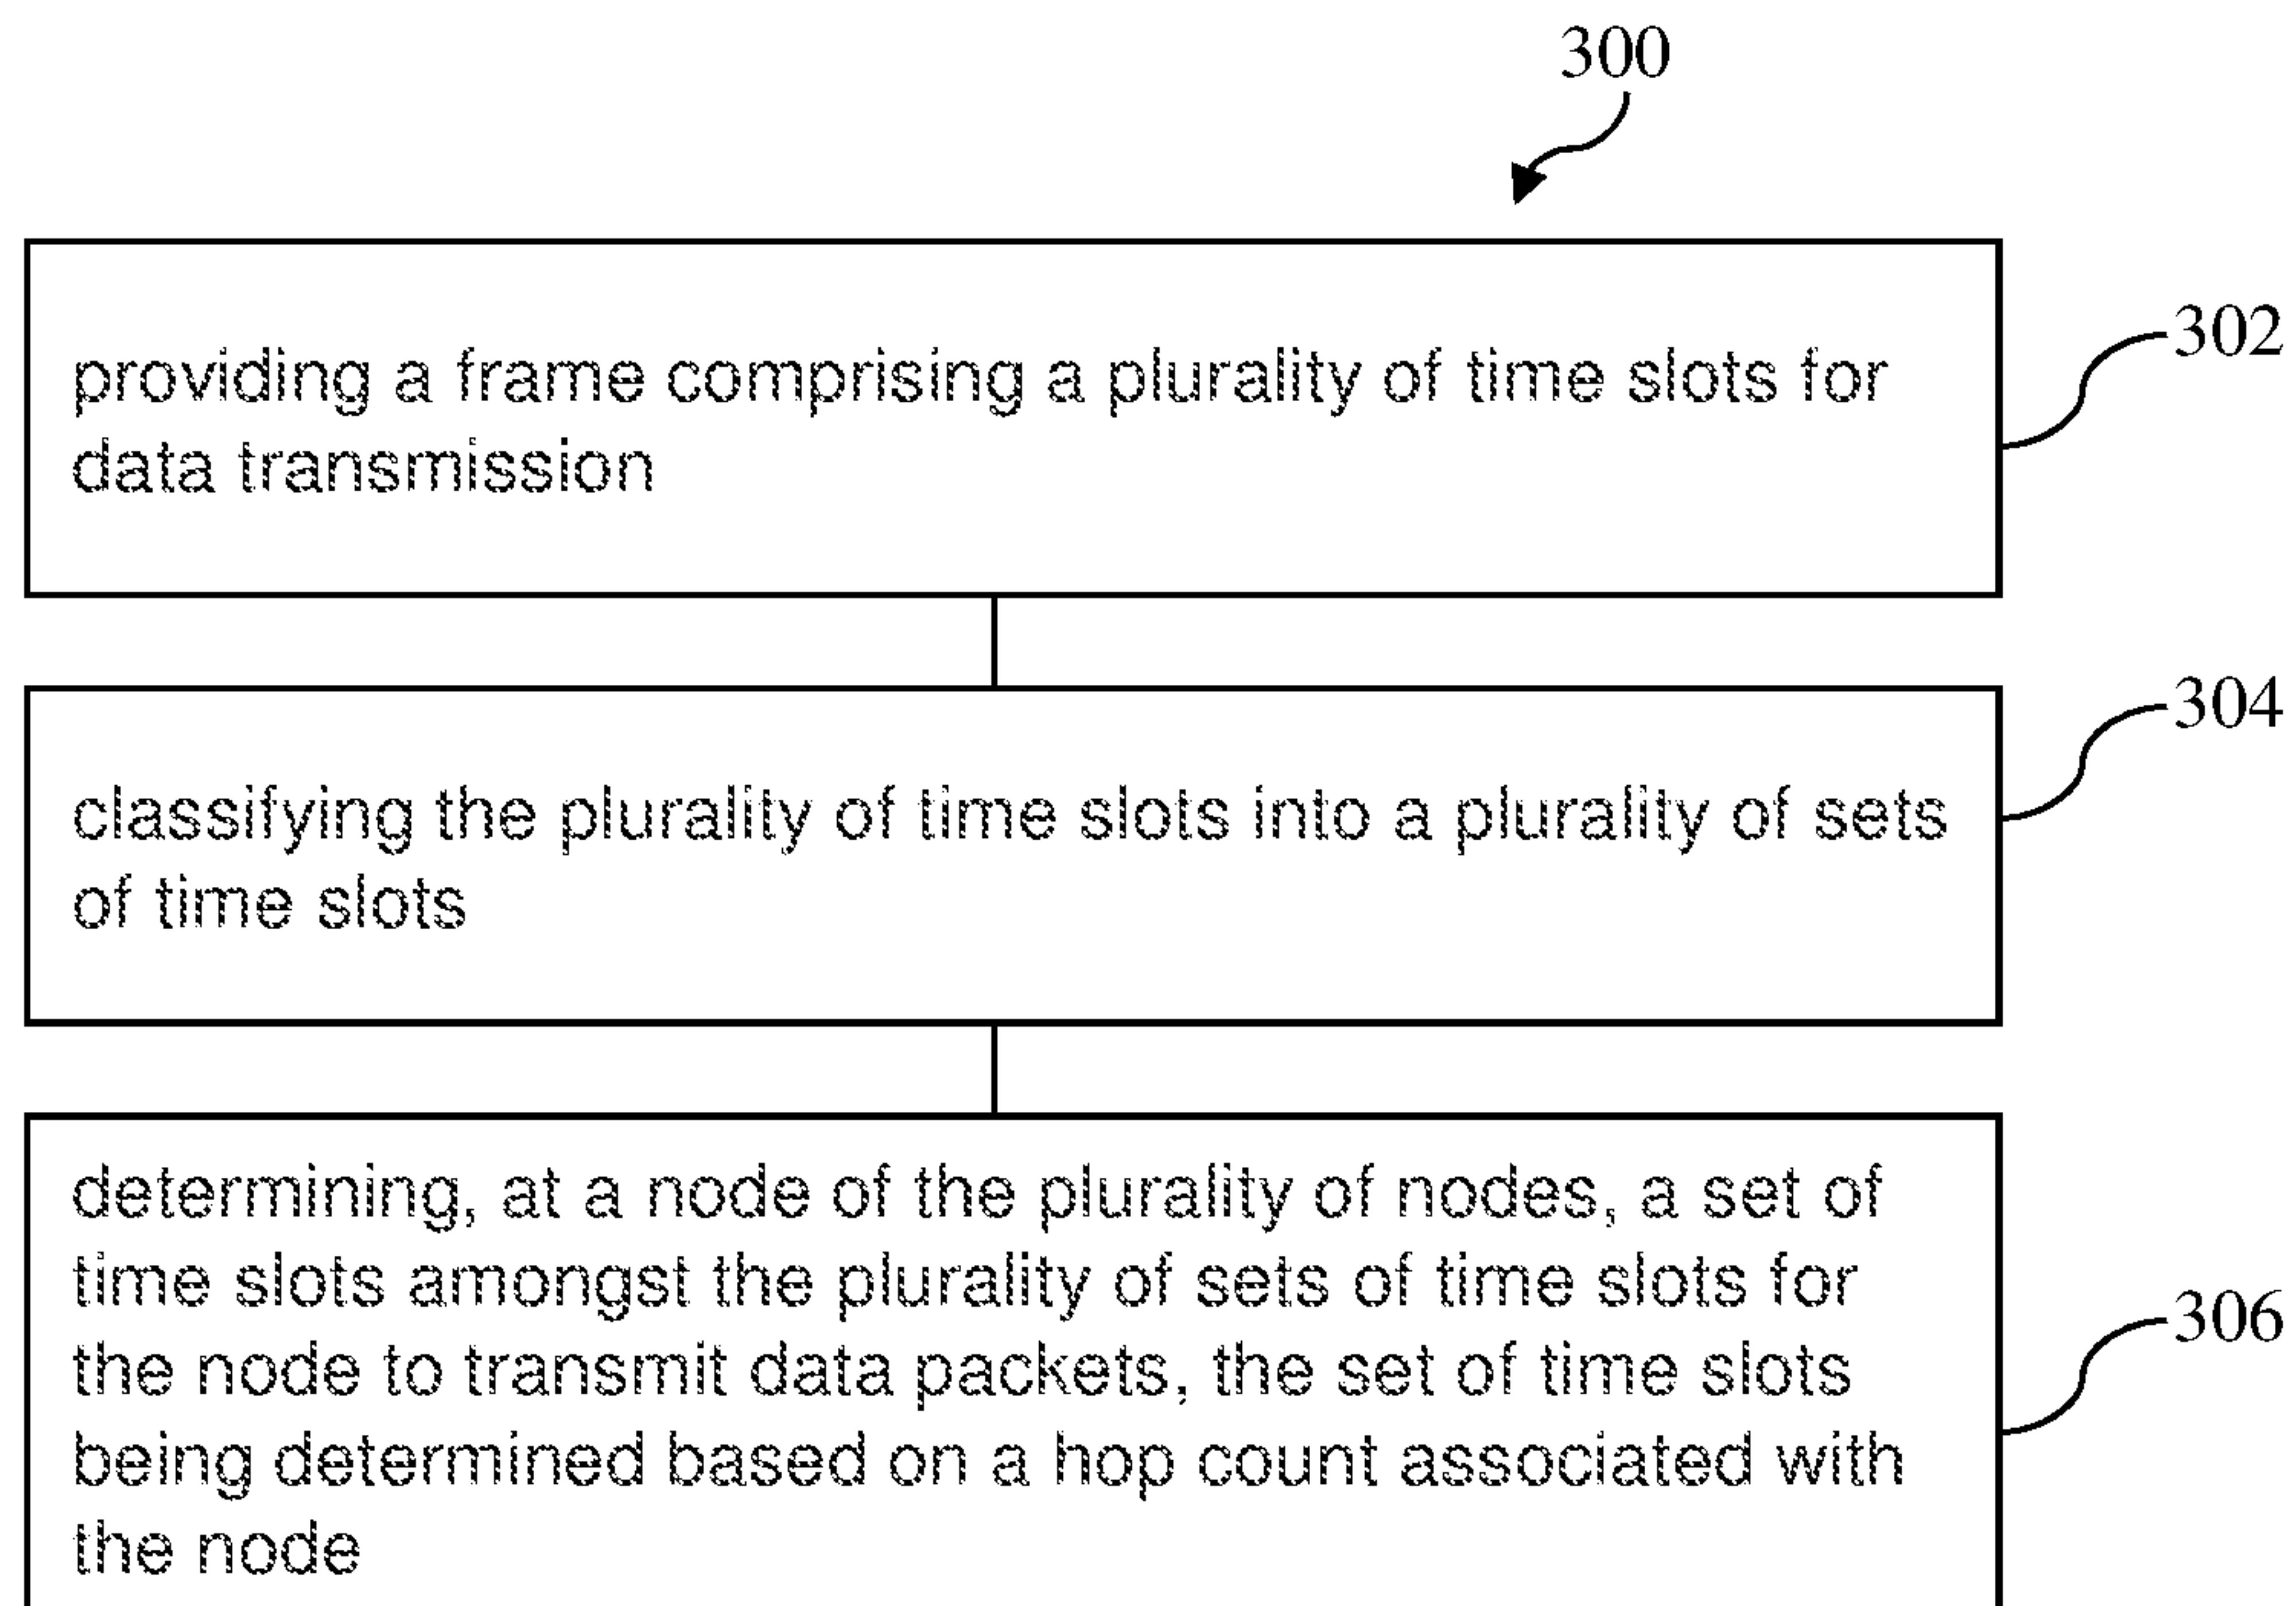 300
providing a frame comprising a plurality of time slots for
data transmission
302
classifying the plurality of time slots into a plurality of sets
of time slots
304
determining, at a node of the plurality of nodes, a set of
time slots amongst the plurality of sets of time slots for
the node to transmit data packets, the set of time slots
being determined based on a hop count associated with
the node
306